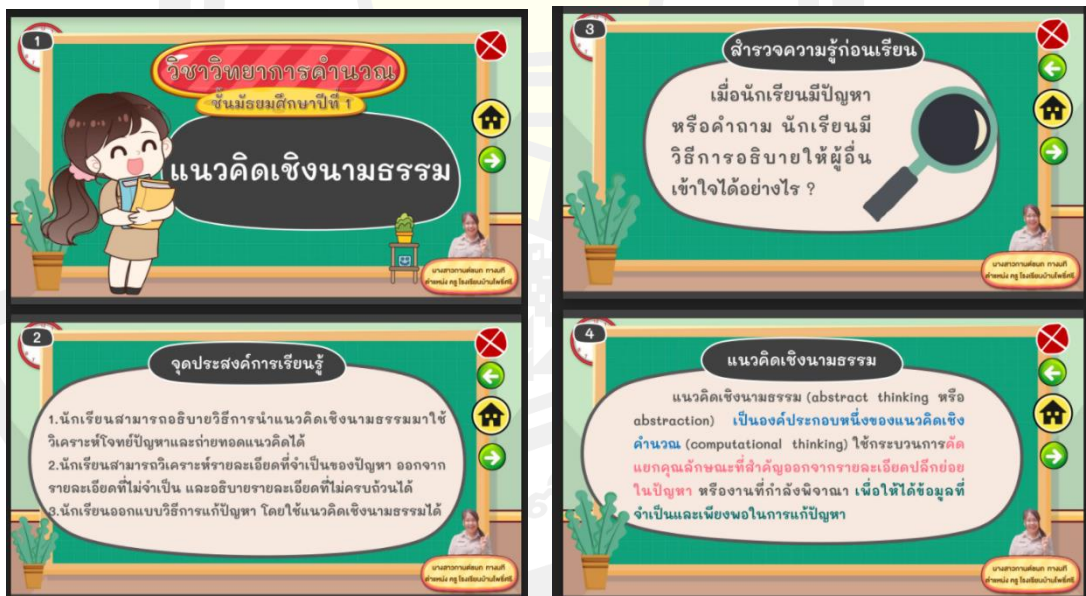 1
วิชาวิทยาการคำนวณ
ชั้นมัธยมศึกษาปีที่ 1
แนวคิดเชิงนามธรรม
2
จุดประสงค์การเรียนรู้
1.นักเรียนสามารถอธิบายวิธีการนำแนวคิดเชิงนามธรรมมาใช้
วิเคราะห์โจทย์ปัญหาและถ่ายทอดแนวคิดได้
2.นักเรียนสามารถวิเคราะห์รายละเอียดที่จำเป็นของปัญหา ออกจาก
รายละเอียดที่ไม่จำเป็น และอธิบายรายละเอียดที่ไม่ครบถ้วนได้
3.นักเรียนออกแบบวิธีการแก้ปัญหา โดยใช้แนวคิดเชิงนามธรรมได้
3
สำรวจความรู้ก่อนเรียน
เมื่อนักเรียนมีปัญหา
หรือคำถาม นักเรียนมี
วิธีการอธิบายให้ผู้อื่น
เข้าใจได้อย่างไร ?
4
แนวคิดเชิงนามธรรม
แนวคิดเชิงนามธรรม (abstract thinking หรือ
abstraction) เป็นองค์ประกอบหนึ่งของแนวคิดเชิง
คำนวณ (computational thinking) ใช้กระบวนการคัด
แยกคุณลักษณะที่สำคัญออกจากรายละเอียดปลีกย่อย
ในปัญหา หรืองานที่กำลังพิจาณา เพื่อให้ได้ข้อมูลที่
จำเป็นและเพียงพอในการแก้ปัญหา